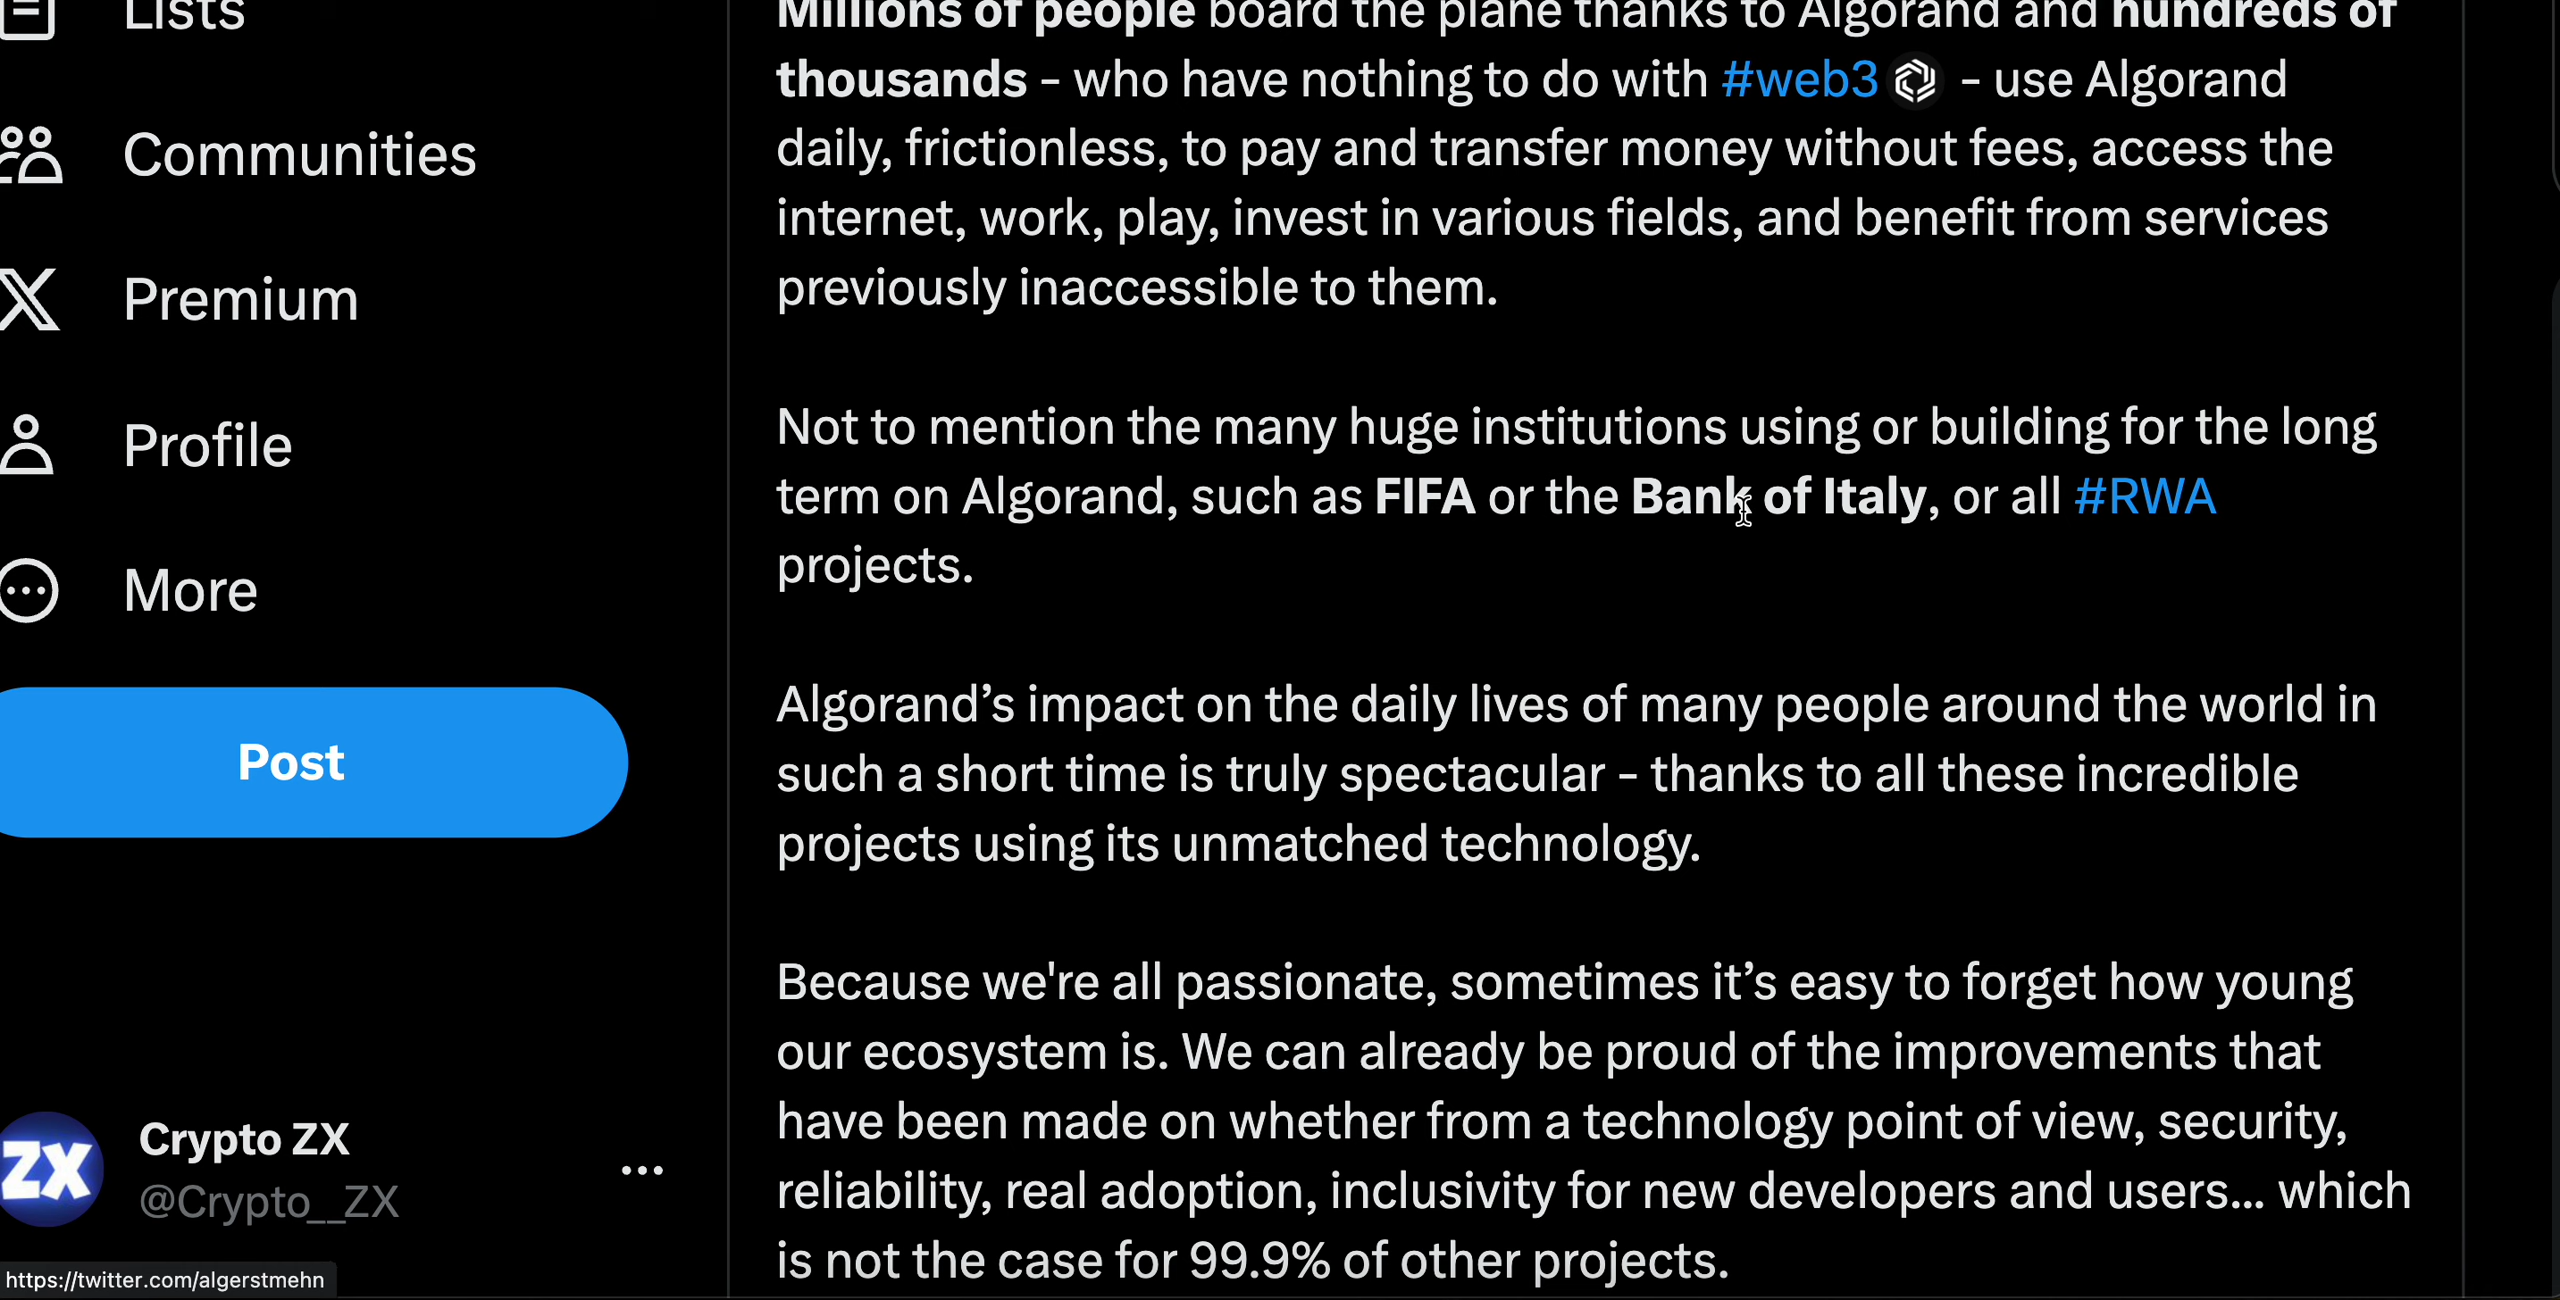 Lists
Communities
Premium
Profile
More
Post
ZX
Crypto ZX
@Crypto__ZX
https://twitter.com/algerstmehn
Millions of people board the plane thanks to Algorand and hundreds of
thousands - who have nothing to do with #web3 - use Algorand
daily, frictionless, to pay and transfer money without fees, access the
internet, work, play, invest in various fields, and benefit from services
previously inaccessible to them.
Not to mention the many huge institutions using or building for the long
term on Algorand, such as FIFA or the Bank of Italy, or all #RWA
projects.
Algorand’s impact on the daily lives of many people around the world in
such a short time is truly spectacular - thanks to all these incredible
projects using its unmatched technology.
Because we're all passionate, sometimes it’s easy to forget how young
our ecosystem is. We can already be proud of the improvements that
have been made on whether from a technology point of view, security,
reliability, real adoption, inclusivity for new developers and users... which
is not the case for 99.9% of other projects.